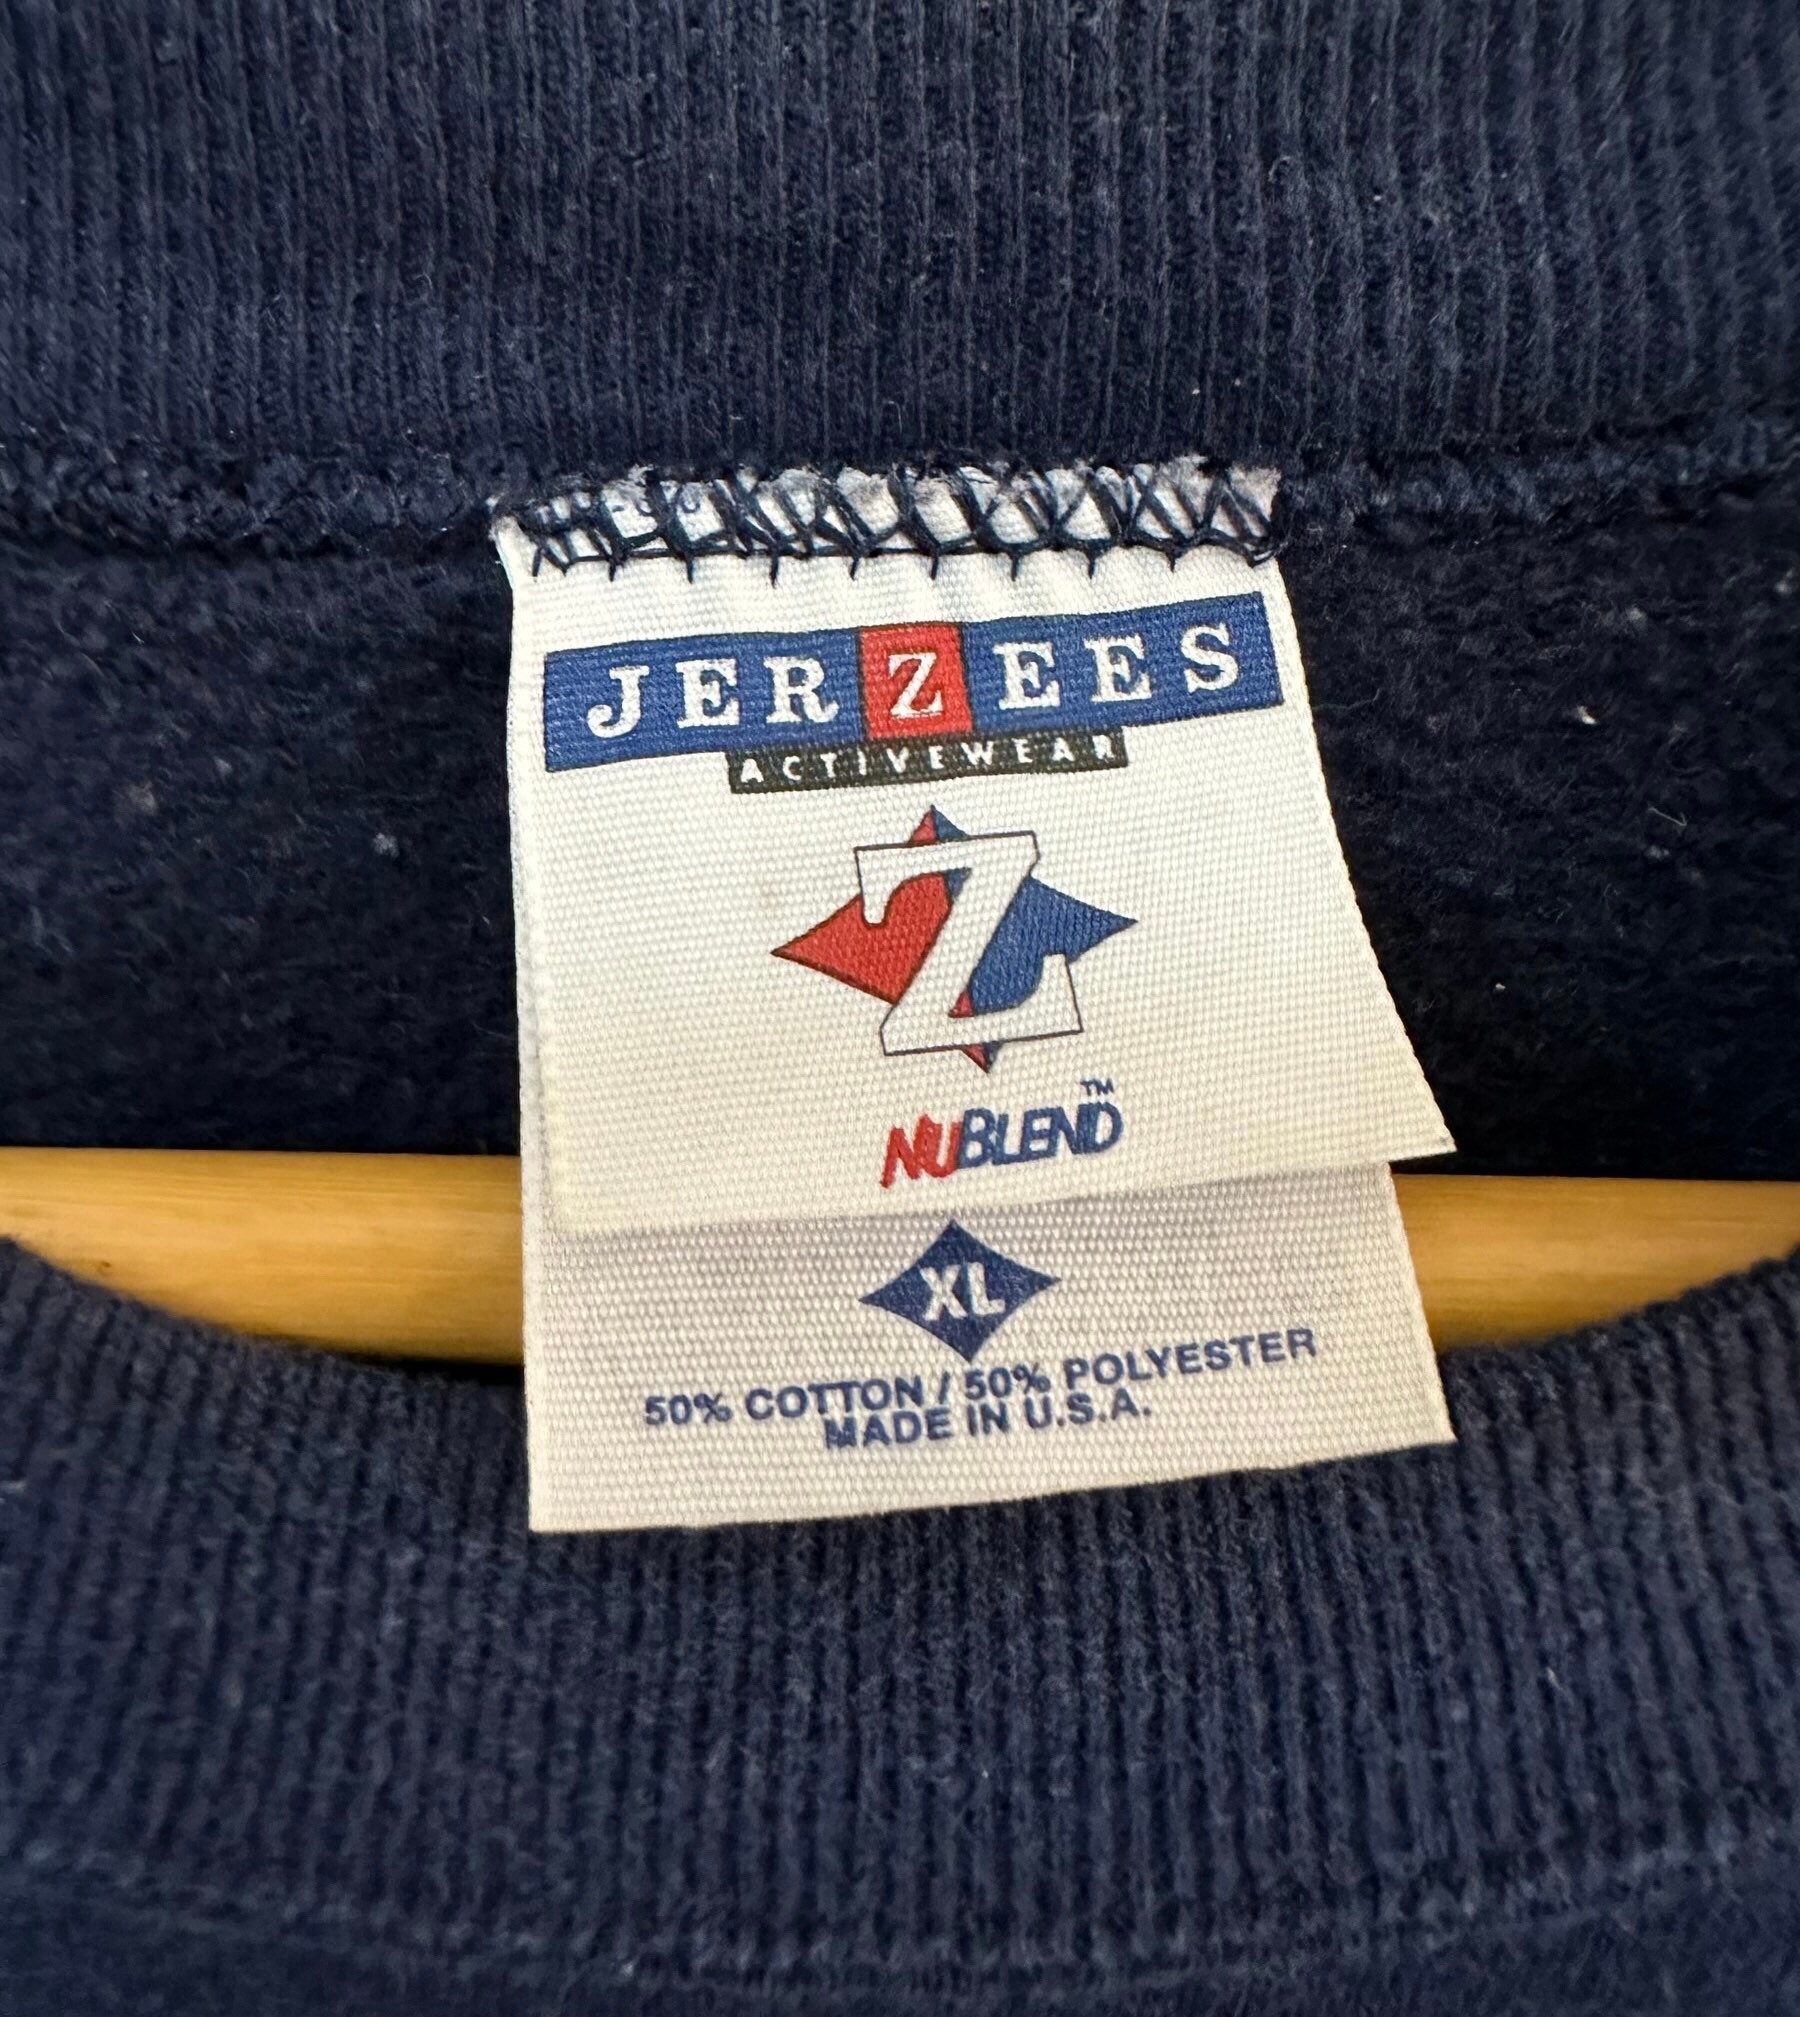 JERZEES
ACTIVEWEAR
Z
NUBLEND™
XL
50% COTTON / 50% POLYESTER
MADE IN U.S.A.